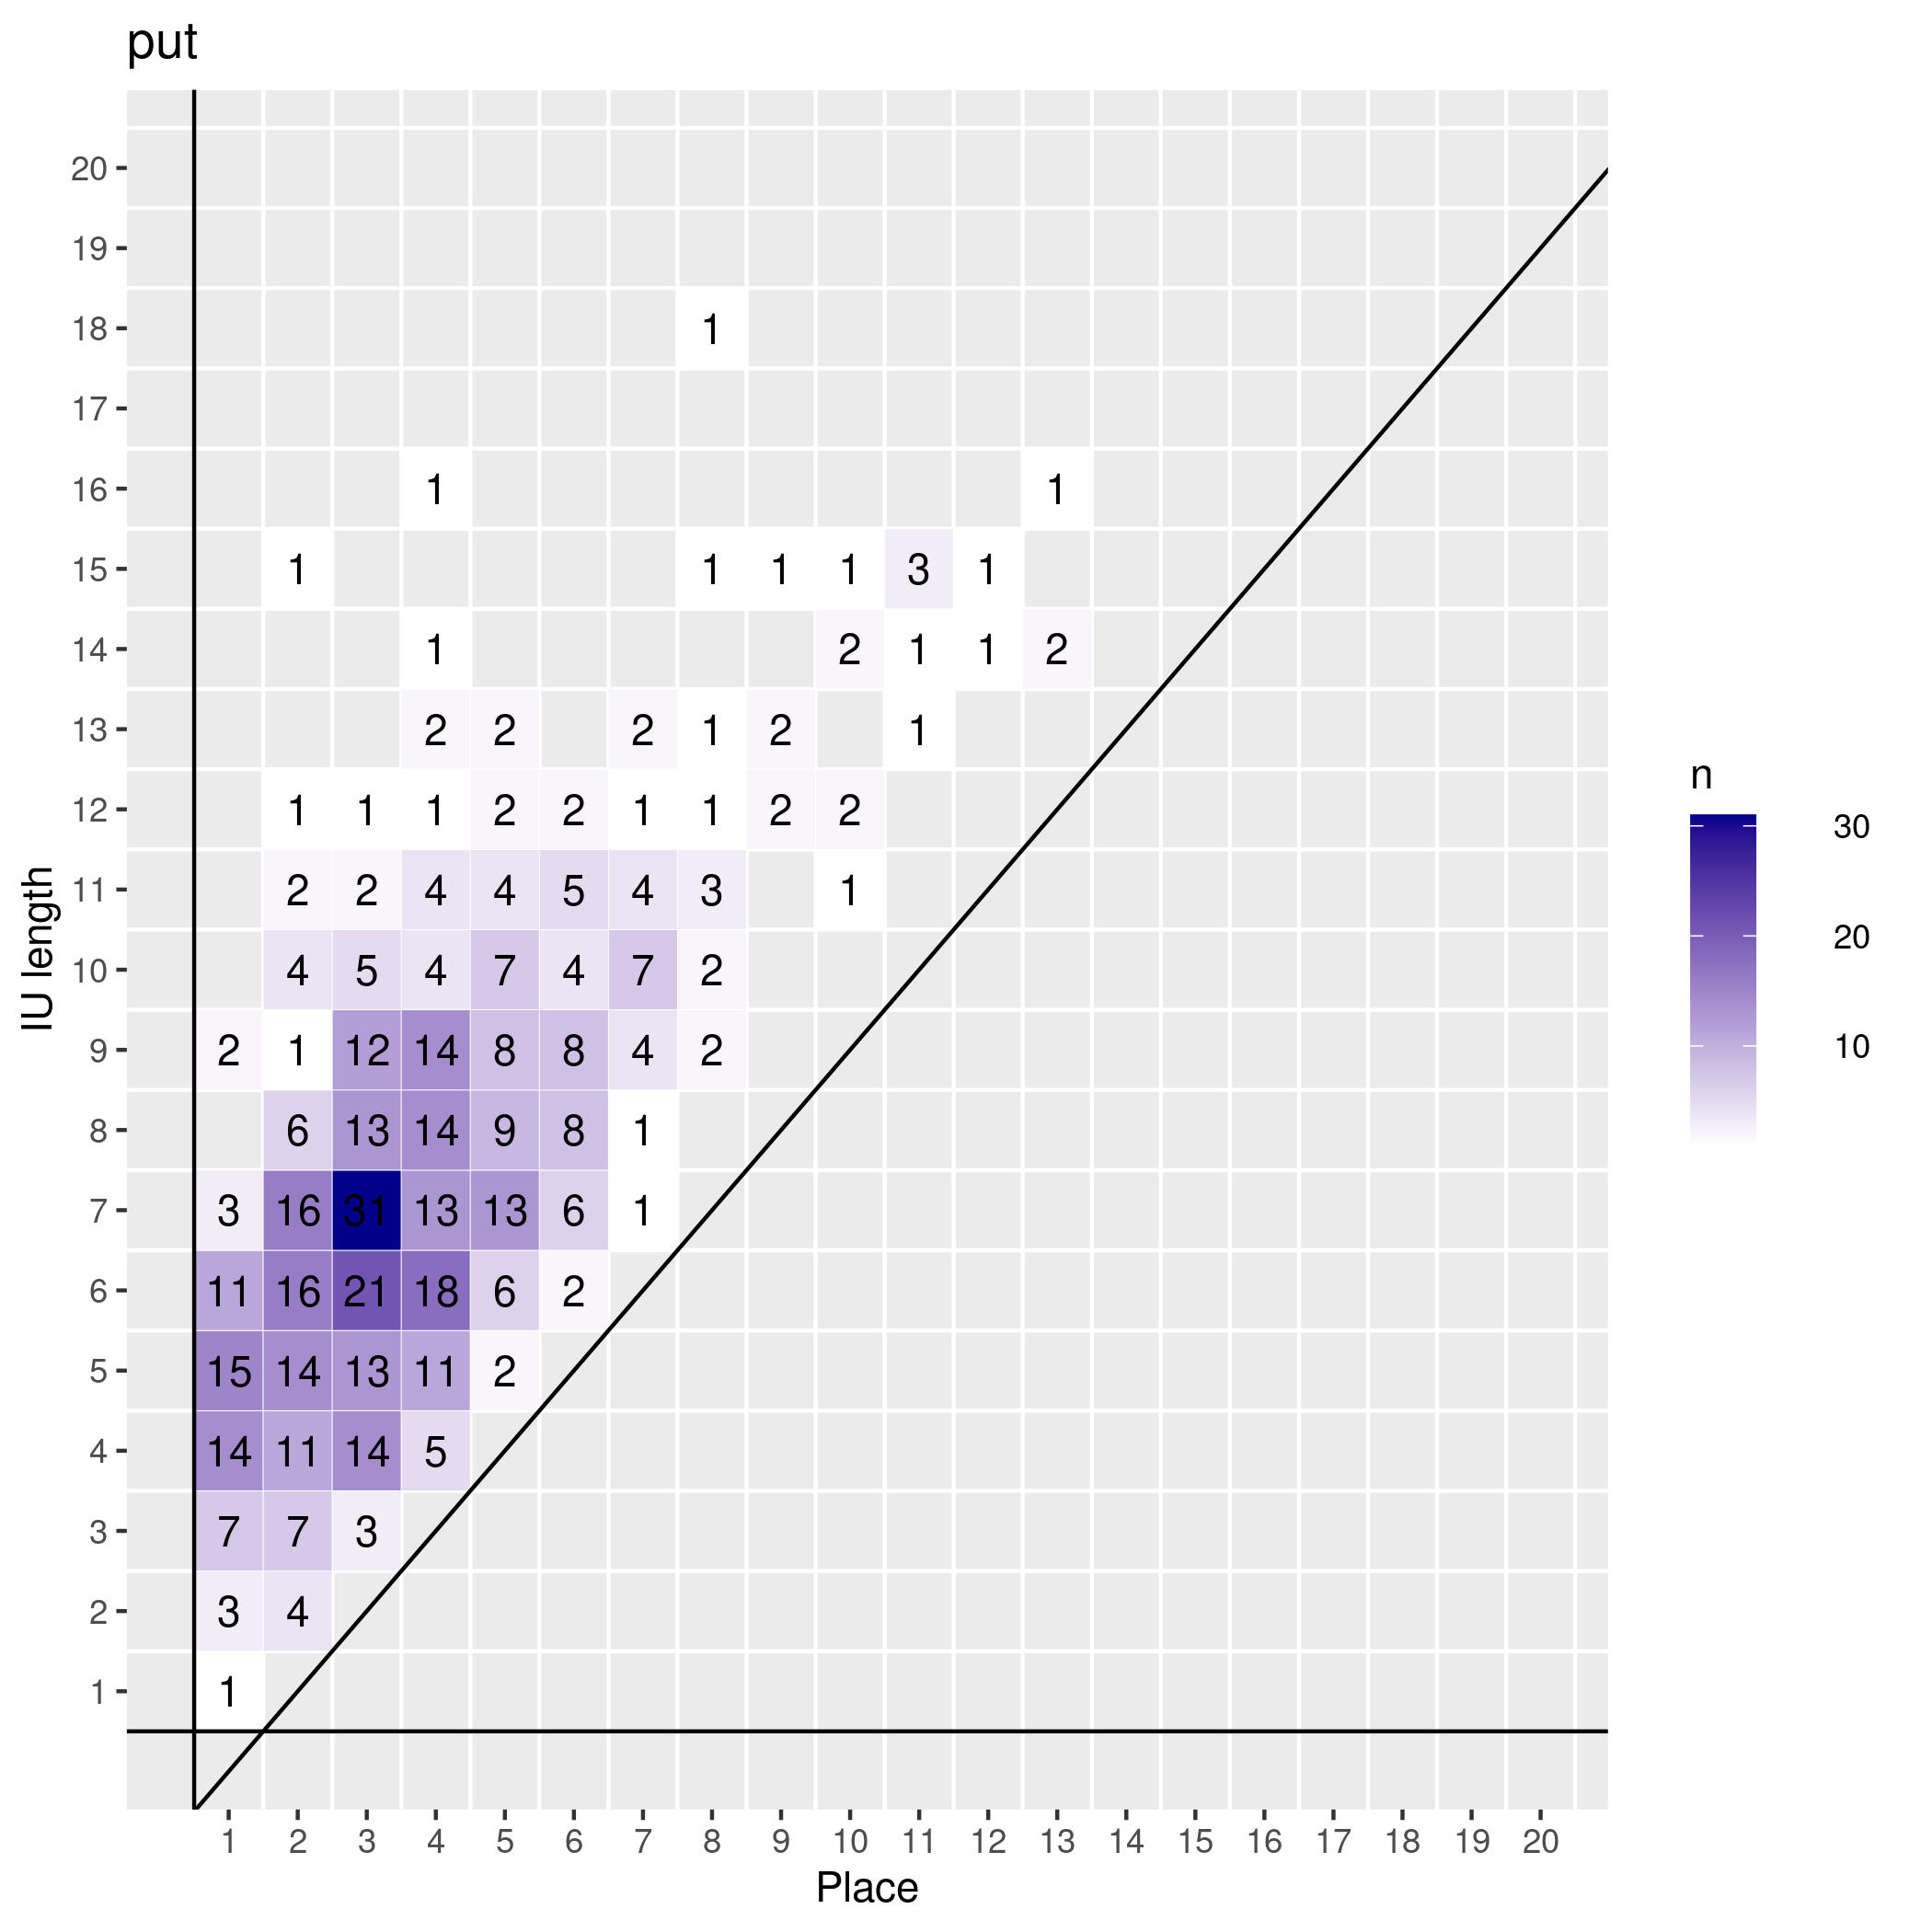 put
20
19
18 1
17
16 1 1
15 1 1 1 1 3 1
14 1 2 1 1 2
13 2 2 2 1 2 1
12 1 1 1 2 2 1 1 2 2
11 2 2 4 4 5 4 3 1
10 4 5 4 7 4 7 2
9 2 1 12 14 8 8 4 2
8 6 13 14 9 8 1
7 3 16 31 13 13 6 1
6 11 16 21 18 6 2
5 15 14 13 11 2
4 14 11 14 5
3 7 7 3
2 3 4
1 1
1 2 3 4 5 6 7 8 9 10 11 12 13 14 15 16 17 18 19 20
Place
IU length
n
30
20
10